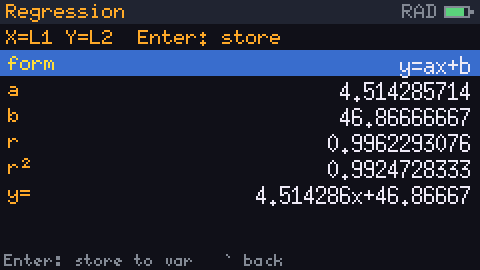 Regression RAD
X=L1 Y=L2 Enter: store
form y=ax+b
a 4.514285714
b 46.86666667
r 0.9962293076
r² 0.9924728333
y= 4.514286x+46.86667
Enter: store to var ` back